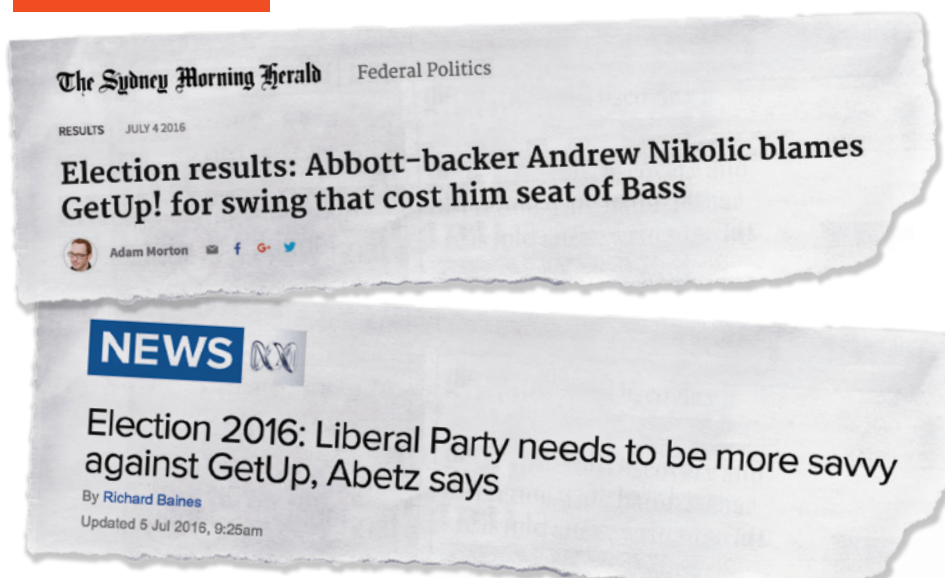 The Sydney Morning Herald
Federal Politics
RESULTS JULY 4 2016
Election results: Abbott-backer Andrew Nikolic blames
GetUp! for swing that cost him seat of Bass
Adam Morton
NEWS
Election 2016: Liberal Party needs to be more savvy
against GetUp, Abetz says
By Richard Baines
Updated 5 Jul 2016, 9:25am